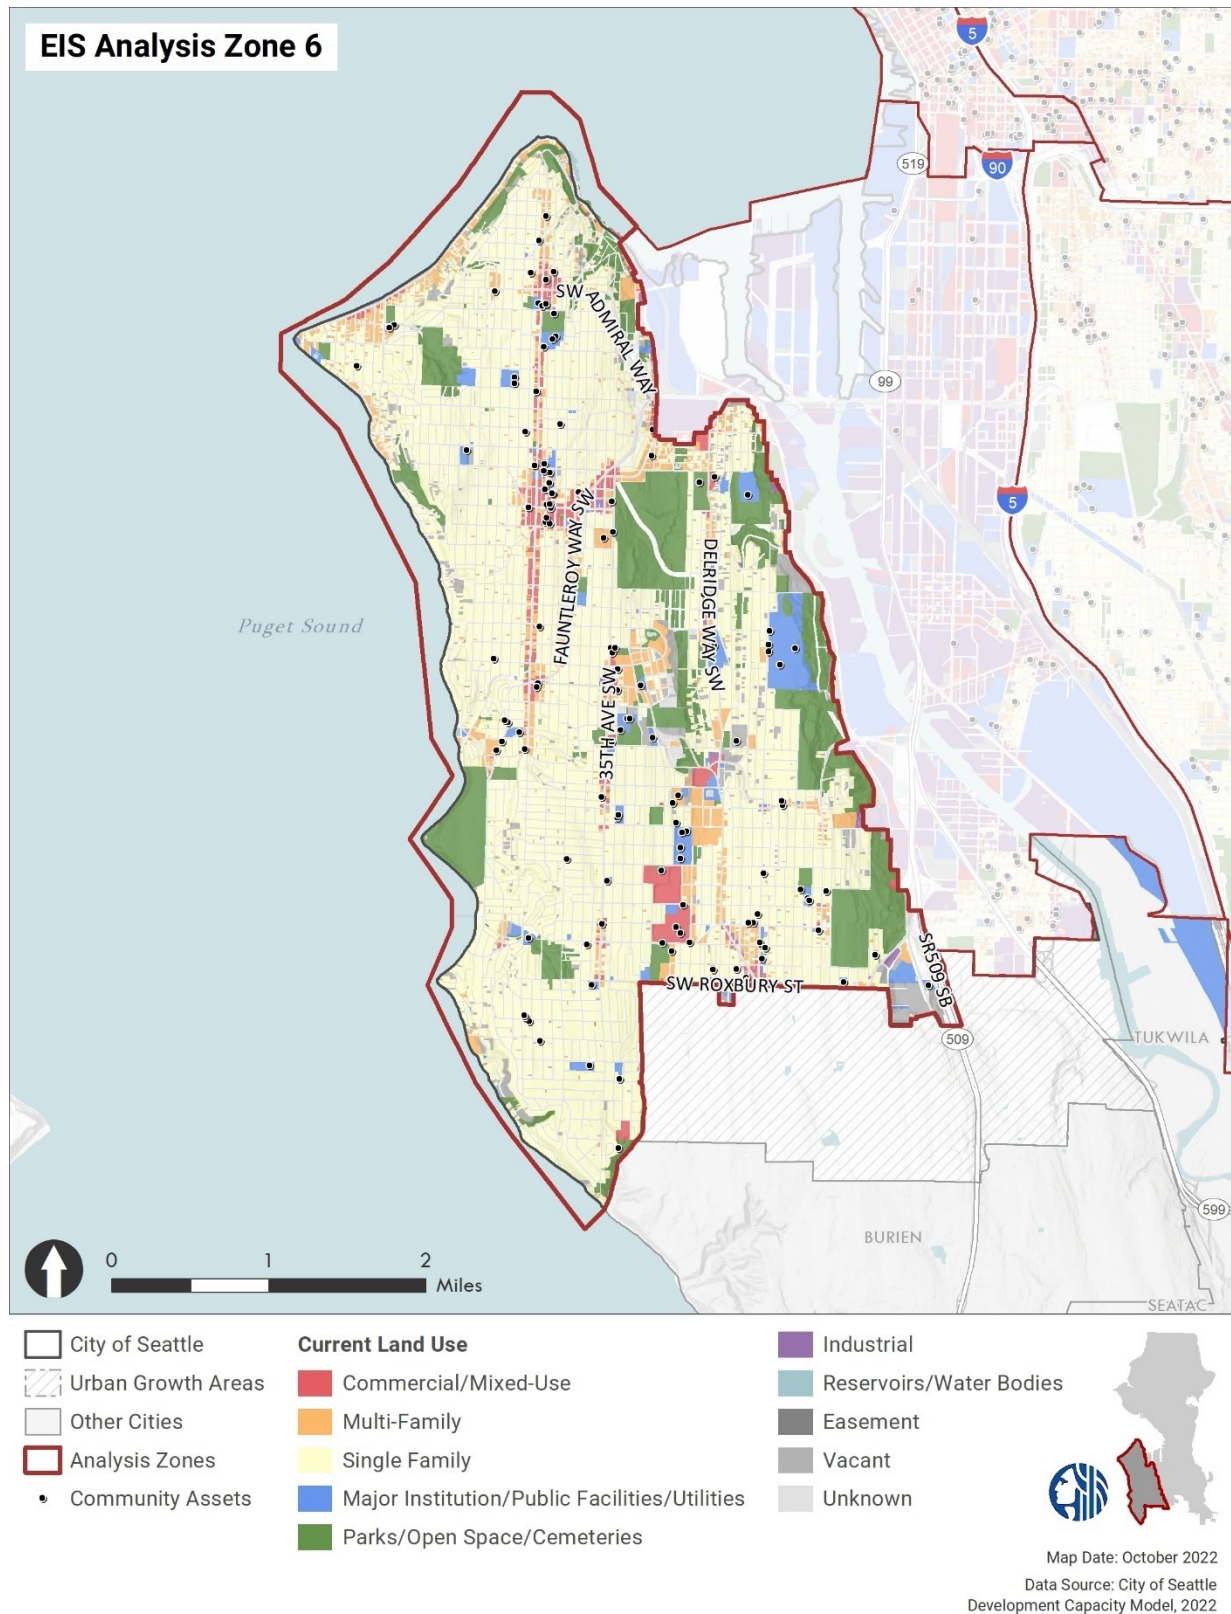 EIS Analysis Zone 6
5
519
90
SW ADMIRAL WAY
99
5
FAUNTLEROY WAY SW
DELRIDGE WAY SW
Puget Sound
35TH AVE SW
SW ROXBURY ST
SR509 SB
509
TUKWILA
599
BURIEN
SEATAC
0 1 2
Miles
City of Seattle
Urban Growth Areas
Other Cities
Analysis Zones
Community Assets
Current Land Use
Commercial/Mixed-Use
Multi-Family
Single Family
Major Institution/Public Facilities/Utilities
Parks/Open Space/Cemeteries
Industrial
Reservoirs/Water Bodies
Easement
Vacant
Unknown
Map Date: October 2022
Data Source: City of Seattle
Development Capacity Model, 2022